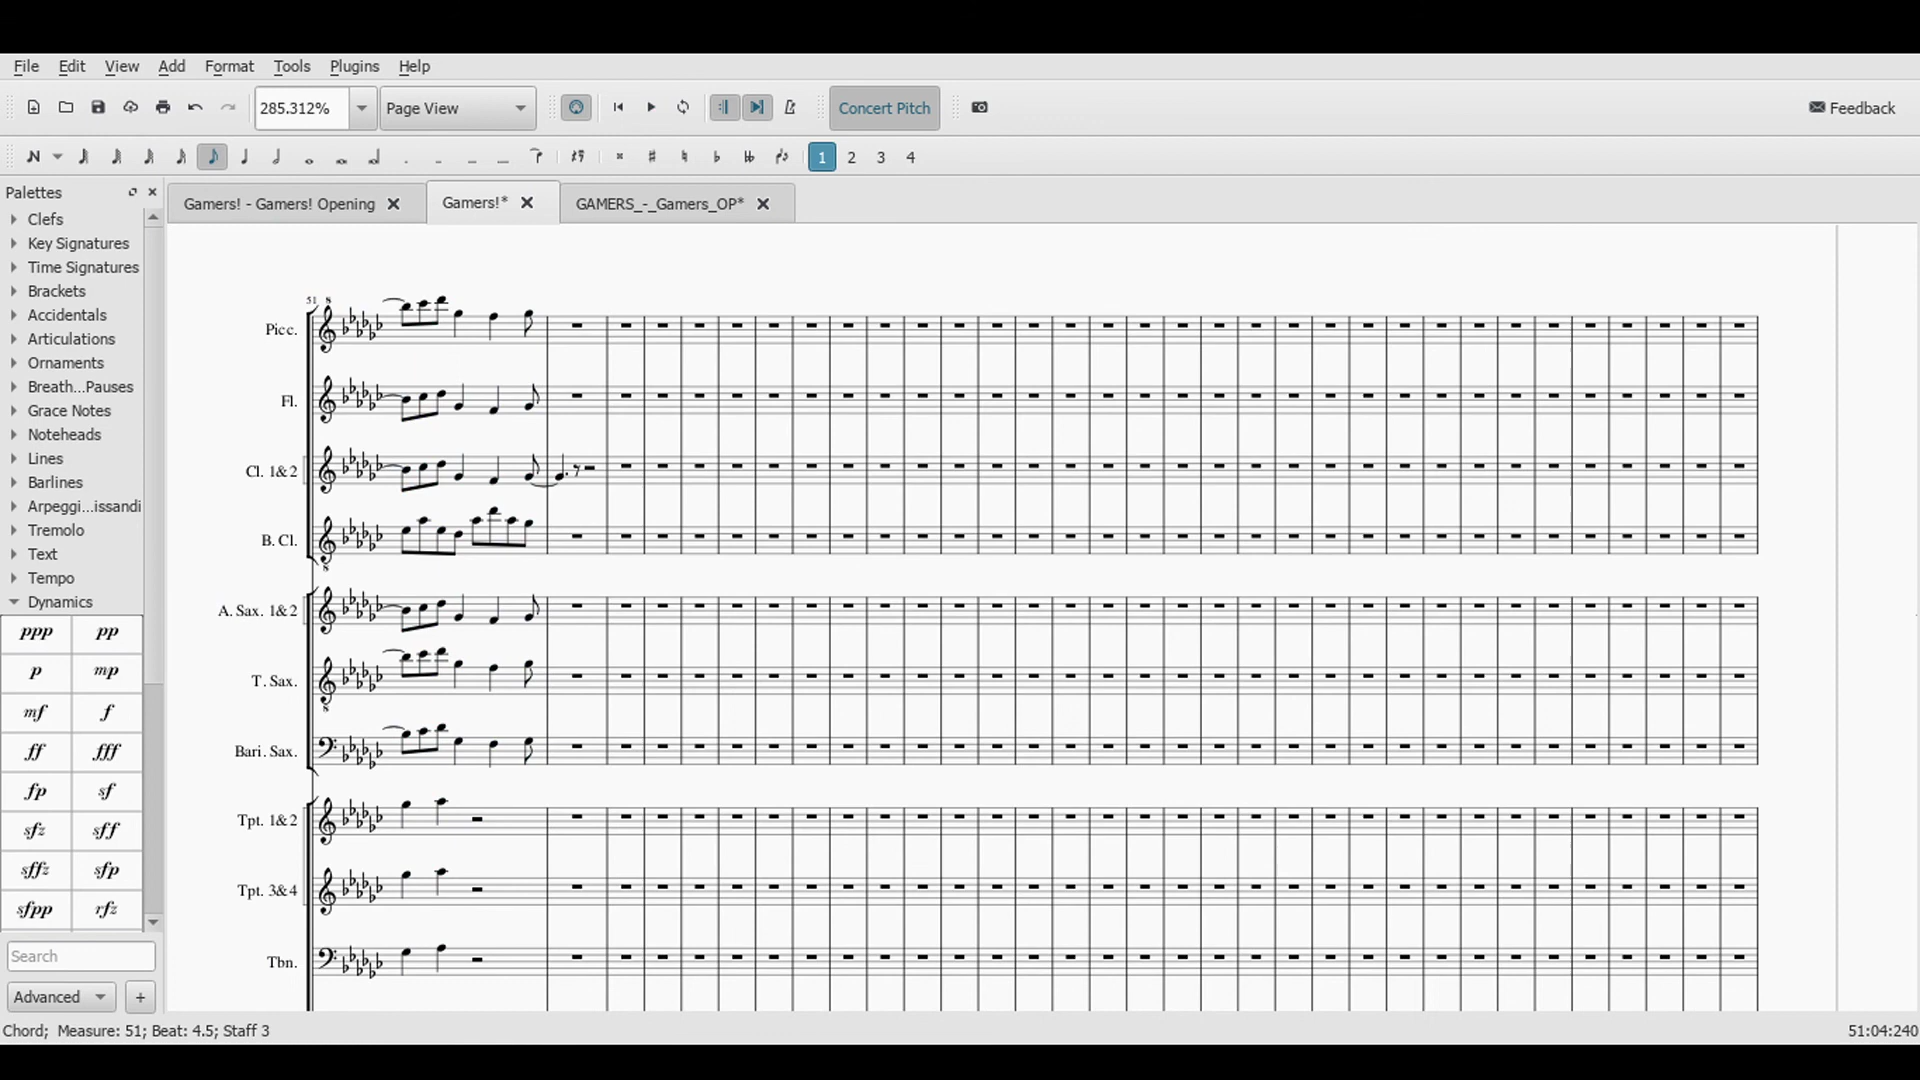 File Edit View Add Format Tools Plugins Help
285.312% Page View Concert Pitch Feedback
1 2 3 4
Palettes
Gamers! - Gamers! Opening Gamers!* GAMERS_-_Gamers_OP*
Clefs
Key Signatures
Time Signatures
Brackets
Accidentals
Articulations
Ornaments
Breath...Pauses
Grace Notes
Noteheads
Lines
Barlines
Arpeggi...issandi
Tremolo
Text
Tempo
Dynamics
ppp pp
p mp
mf f
ff fff
fp sf
sfz sff
sffz sfp
sfpp rfz
Search
Advanced +
51
Picc.
Fl.
Cl. 1&2
B. Cl.
A. Sax. 1&2
T. Sax.
Bari. Sax.
Tpt. 1&2
Tpt. 3&4
Tbn.
Chord; Measure: 51; Beat: 4.5; Staff 3 51:04:240